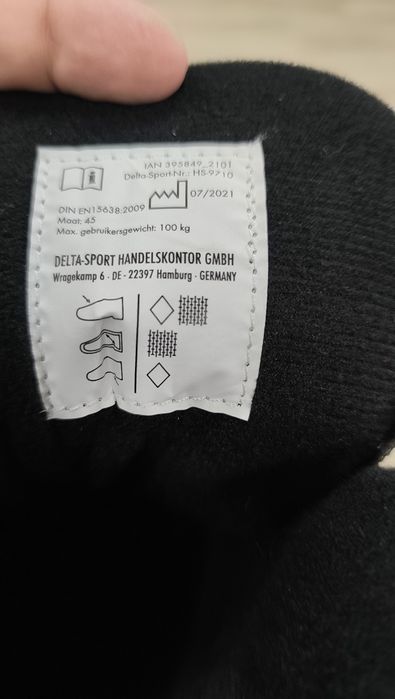 IAN 395849_2101
Delta-Sport-Nr.: HS-9710
07/2021
DIN EN15638:2009
Maat: 45
Max. gebruikersgewicht: 100 kg
DELTA-SPORT HANDELSKONTOR GMBH
Wragekamp 6 · DE - 22397 Hamburg · GERMANY